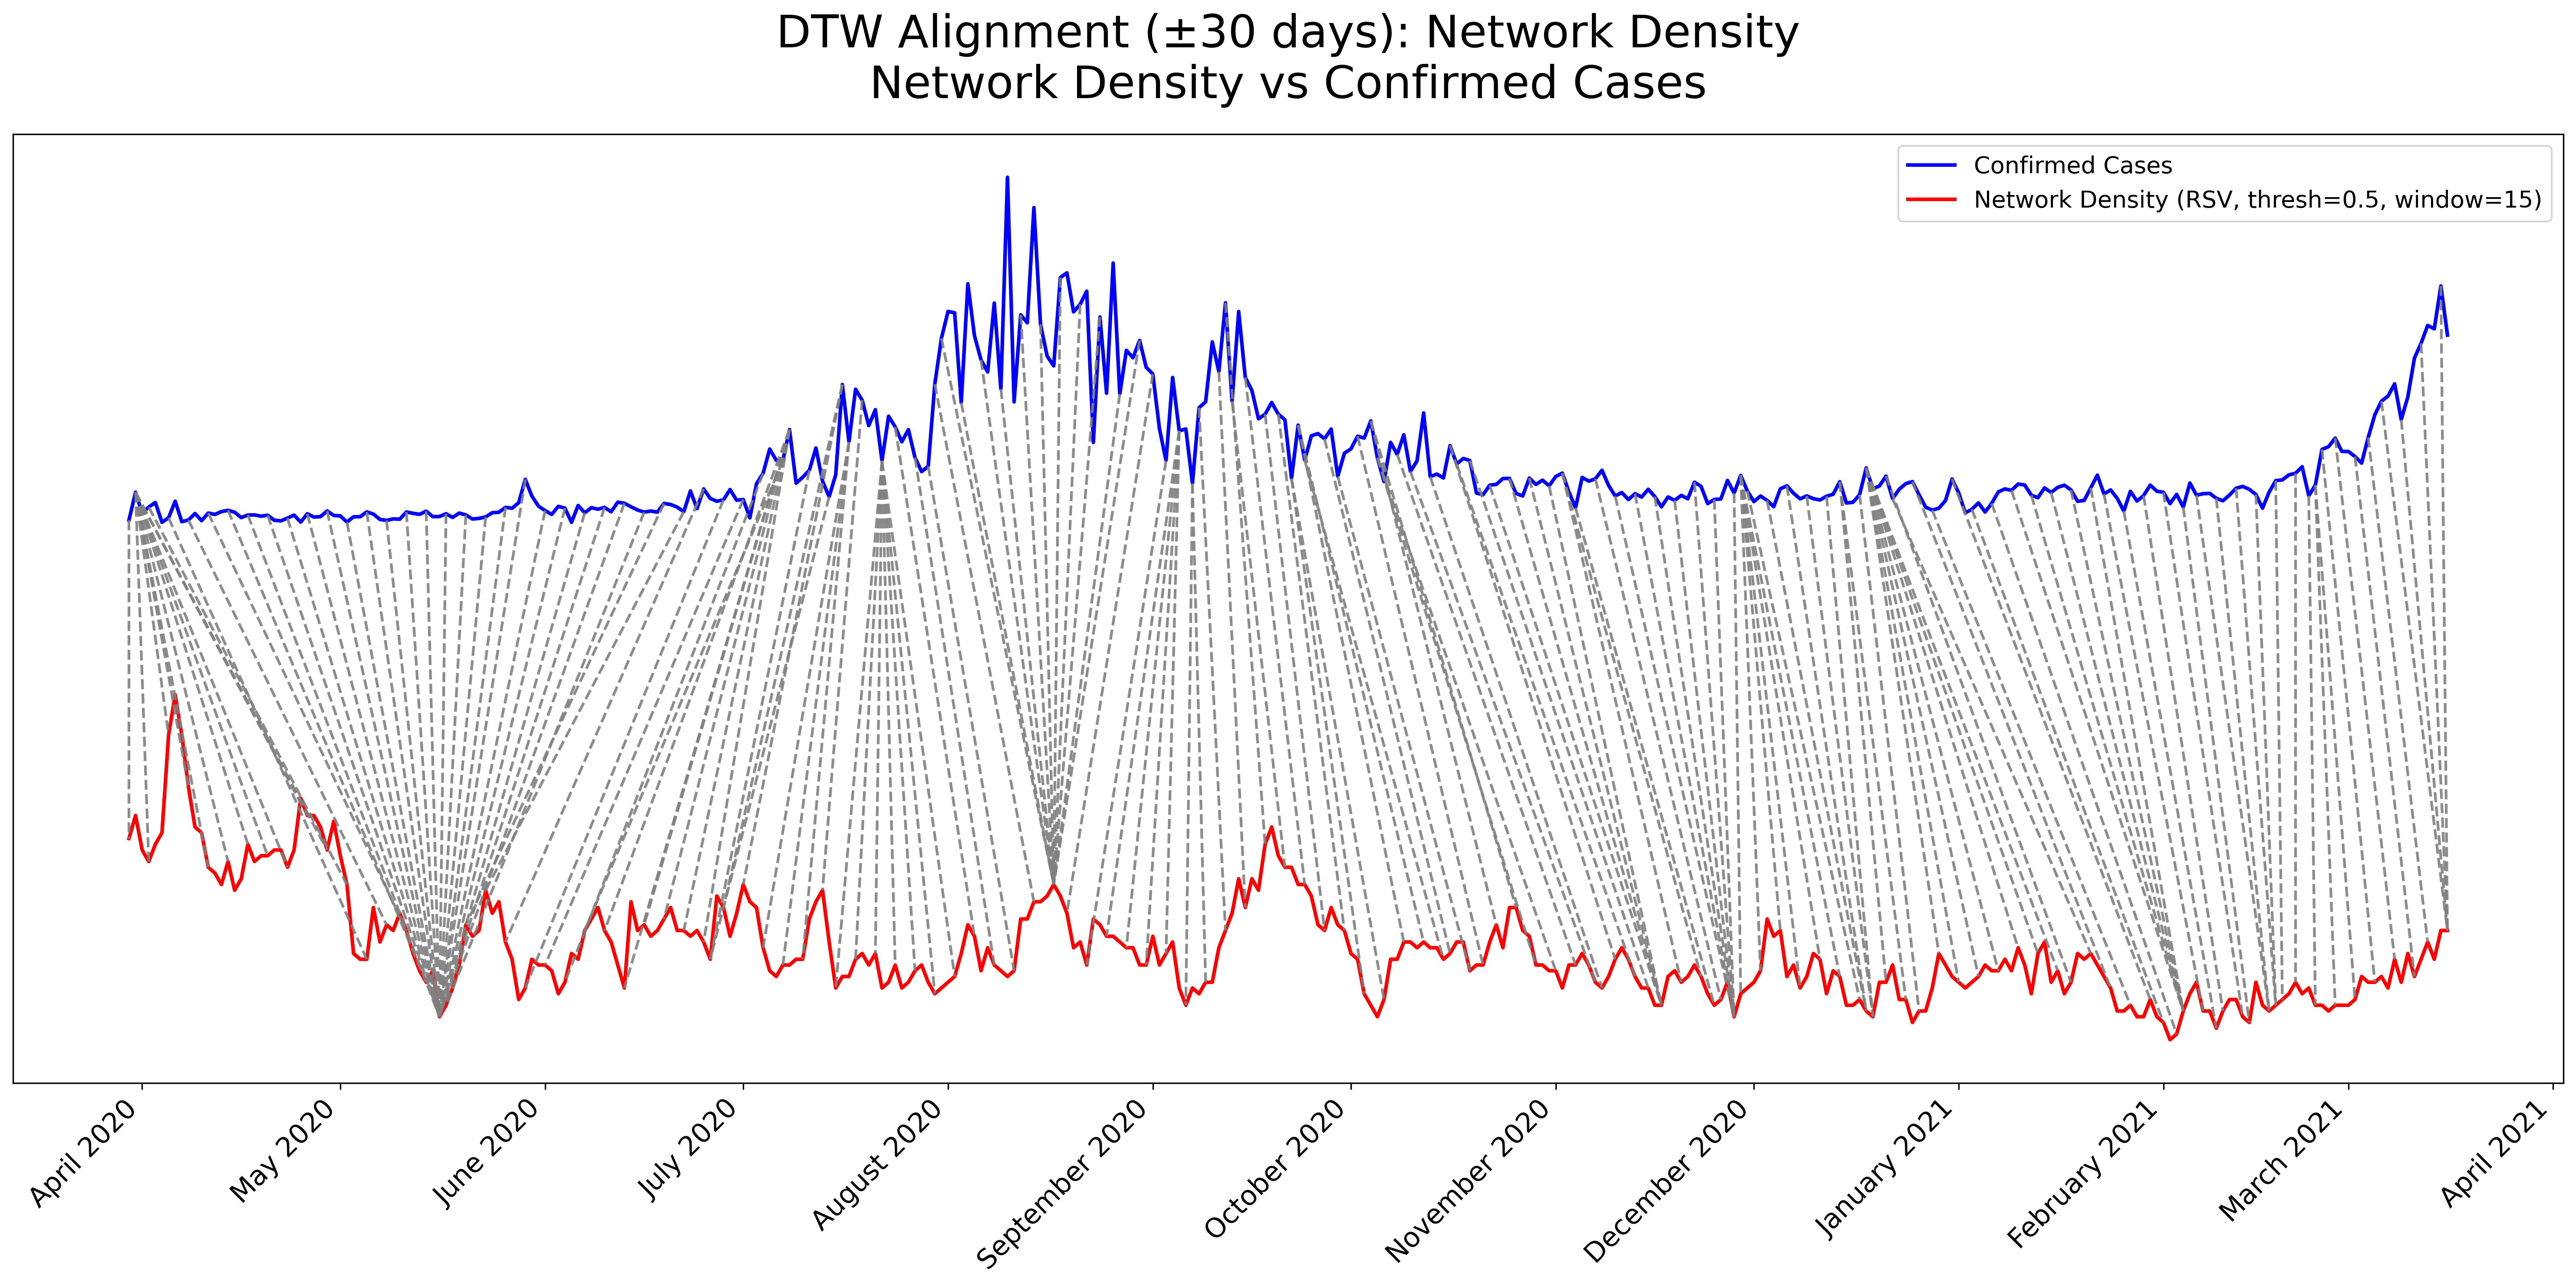 DTW Alignment (±30 days): Network Density
Network Density vs Confirmed Cases
Confirmed Cases
Network Density (RSV, thresh=0.5, window=15)
April 2020
May 2020
June 2020
July 2020
August 2020
September 2020
October 2020
November 2020
December 2020
January 2021
February 2021
March 2021
April 2021